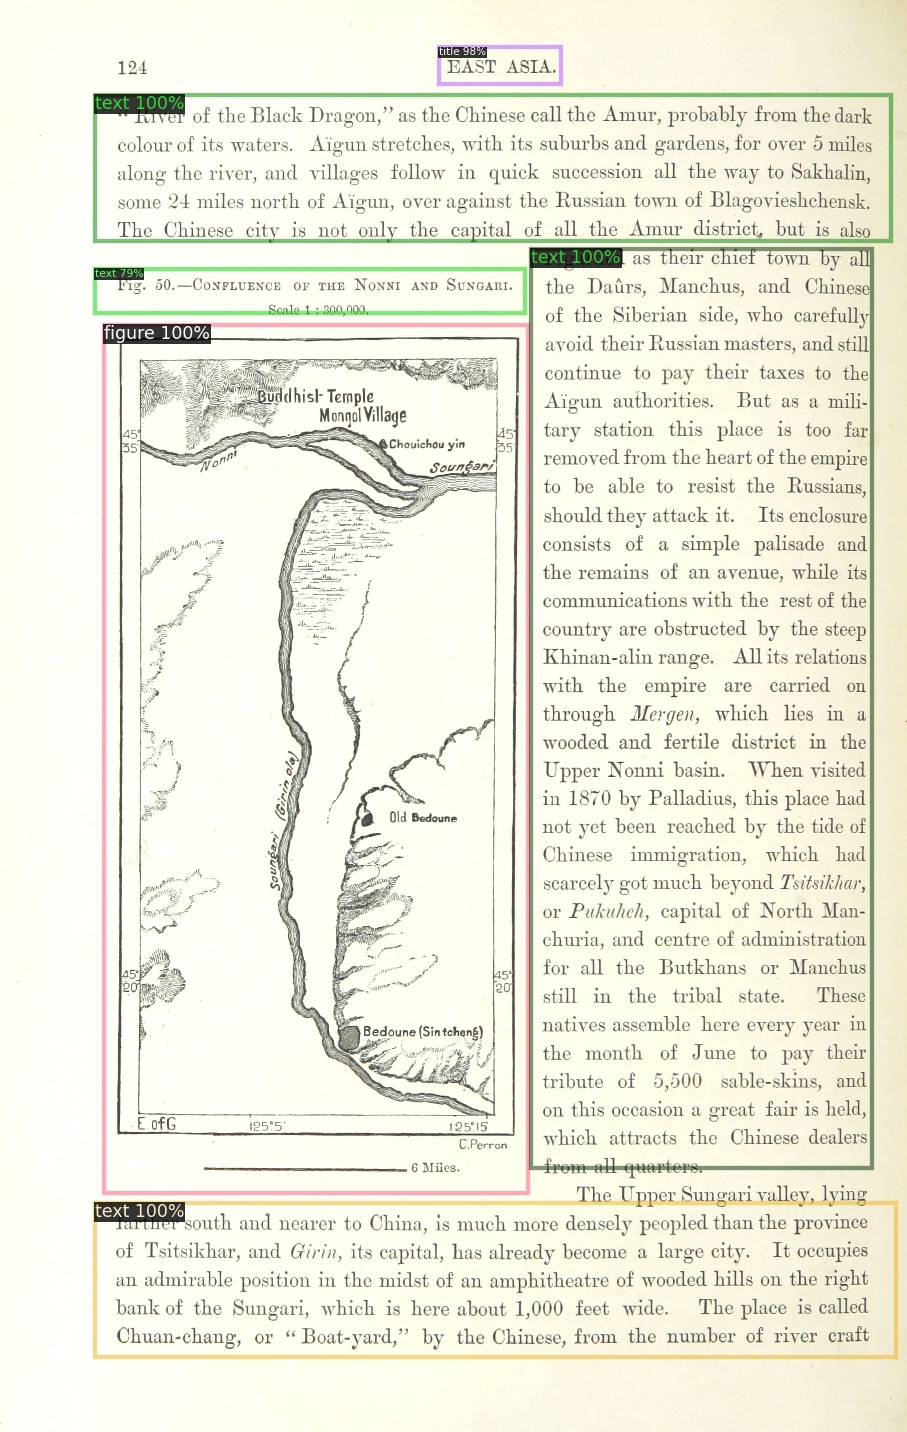 124
title 98%
EAST ASIA.
text 100%
“ River of the Black Dragon,” as the Chinese call the Amur, probably from the dark
colour of its waters. Aïgun stretches, with its suburbs and gardens, for over 5 miles
along the river, and villages follow in quick succession all the way to Sakhalin,
some 24 miles north of Aïgun, over against the Russian town of Blagovieshchensk.
The Chinese city is not only the capital of all the Amur district, but is also
text 79%
Fig. 50.—Confluence of the Nonni and Sungari.
Scale 1 : 300,000.
figure 100%
Buddhist Temple
Mongol Village
45°
35'
45°
35'
Chouichou yin
Nonni
Soungari
Soungari (Girin ola)
Old Bedoune
45°
20'
45°
20'
Bedoune (Sin tcheng)
E. of G
125°5'
125°15'
C. Perron
6 Miles.
text 100%
as their chief town by all
the Daûrs, Manchus, and Chinese
of the Siberian side, who carefully
avoid their Russian masters, and still
continue to pay their taxes to the
Aïgun authorities. But as a mili-
tary station this place is too far
removed from the heart of the empire
to be able to resist the Russians,
should they attack it. Its enclosure
consists of a simple palisade and
the remains of an avenue, while its
communications with the rest of the
country are obstructed by the steep
Khinan-alin range. All its relations
with the empire are carried on
through Mergen, which lies in a
wooded and fertile district in the
Upper Nonni basin. When visited
in 1870 by Palladius, this place had
not yet been reached by the tide of
Chinese immigration, which had
scarcely got much beyond Tsitsikhar,
or Pukuheh, capital of North Man-
churia, and centre of administration
for all the Butkhans or Manchus
still in the tribal state. These
natives assemble here every year in
the month of June to pay their
tribute of 5,500 sable-skins, and
on this occasion a great fair is held,
which attracts the Chinese dealers
from all quarters.
The Upper Sungari valley, lying
text 100%
farther south and nearer to China, is much more densely peopled than the province
of Tsitsikhar, and Girin, its capital, has already become a large city. It occupies
an admirable position in the midst of an amphitheatre of wooded hills on the right
bank of the Sungari, which is here about 1,000 feet wide. The place is called
Chuan-chang, or “ Boat-yard,” by the Chinese, from the number of river craft